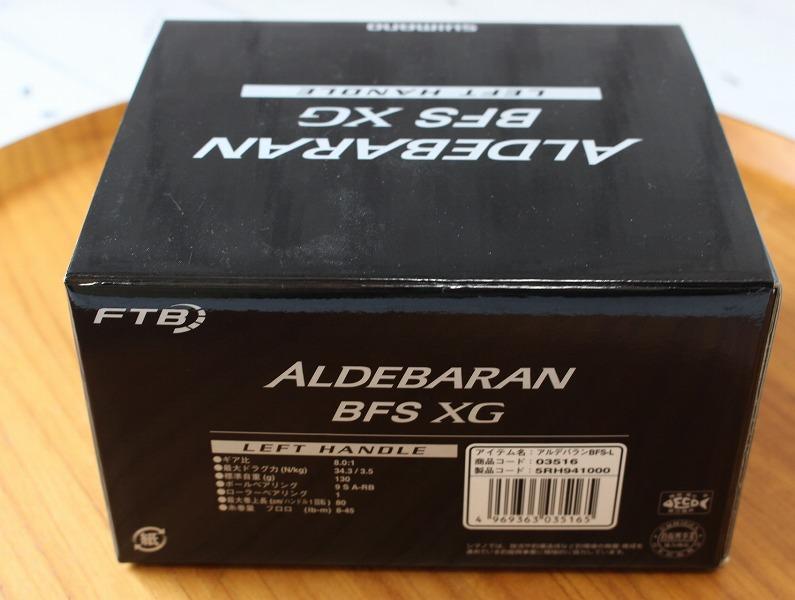 SHIMANO
LEFT HANDLE
BFS XG
ALDEBARAN
FTB
ALDEBARAN
BFS XG
LEFT HANDLE
●ギア比 8.0:1
●最大ドラグ力(N/kg) 34.3 / 3.5
●標準自重(g) 130
●ボールベアリング 9 S A-RB
●ローラーベアリング 1
●最大巻上長(cm/ハンドル1回転) 80
●糸巻量 フロロ (lb-m) 8-45
アイテム名:アルデバランBFS-L
商品コード:03516
製品コード:5RH941000
4 969363 035165
ECO
紙